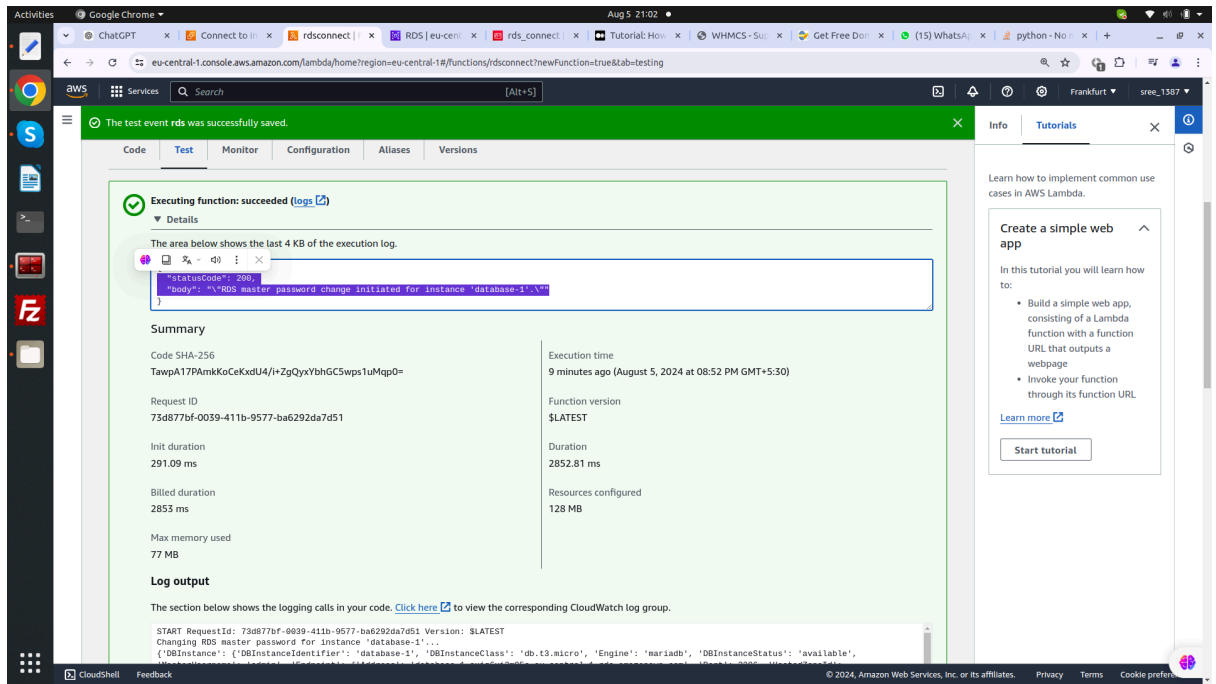 Activities Google Chrome Aug 5 21:02
ChatGPT Connect to in rdsconnect | RDS | eu-cent rds_connect Tutorial: How WHMCS - Sup Get Free Don (15) WhatsAp python - No n
eu-central-1.console.aws.amazon.com/lambda/home?region=eu-central-1#/functions/rdsconnect?newFunction=true&tab=testing
aws Services Search [Alt+S] Frankfurt sree_1387
The test event rds was successfully saved.
Info Tutorials
Code Test Monitor Configuration Aliases Versions
Learn how to implement common use
cases in AWS Lambda.
Executing function: succeeded (logs)
Details
The area below shows the last 4 KB of the execution log.
{
"statusCode": 200,
"body": "\"RDS master password change initiated for instance 'database-1'.\""
}
Summary
Code SHA-256
TawpA17PAmkKoCeKxdU4/i+ZgQyxYbhGC5wps1uMqp0=
Execution time
9 minutes ago (August 5, 2024 at 08:52 PM GMT+5:30)
Request ID
73d877bf-0039-411b-9577-ba6292da7d51
Function version
$LATEST
Init duration
291.09 ms
Duration
2852.81 ms
Billed duration
2853 ms
Resources configured
128 MB
Max memory used
77 MB
Log output
The section below shows the logging calls in your code. Click here to view the corresponding CloudWatch log group.
START RequestId: 73d877bf-0039-411b-9577-ba6292da7d51 Version: $LATEST
Changing RDS master password for instance 'database-1'...
{'DBInstance': {'DBInstanceIdentifier': 'database-1', 'DBInstanceClass': 'db.t3.micro', 'Engine': 'mariadb', 'DBInstanceStatus': 'available',
Create a simple web
app
In this tutorial you will learn how
to:
Build a simple web app,
consisting of a Lambda
function with a function
URL that outputs a
webpage
Invoke your function
through its function URL
Learn more
Start tutorial
CloudShell Feedback © 2024, Amazon Web Services, Inc. or its affiliates. Privacy Terms Cookie prefere